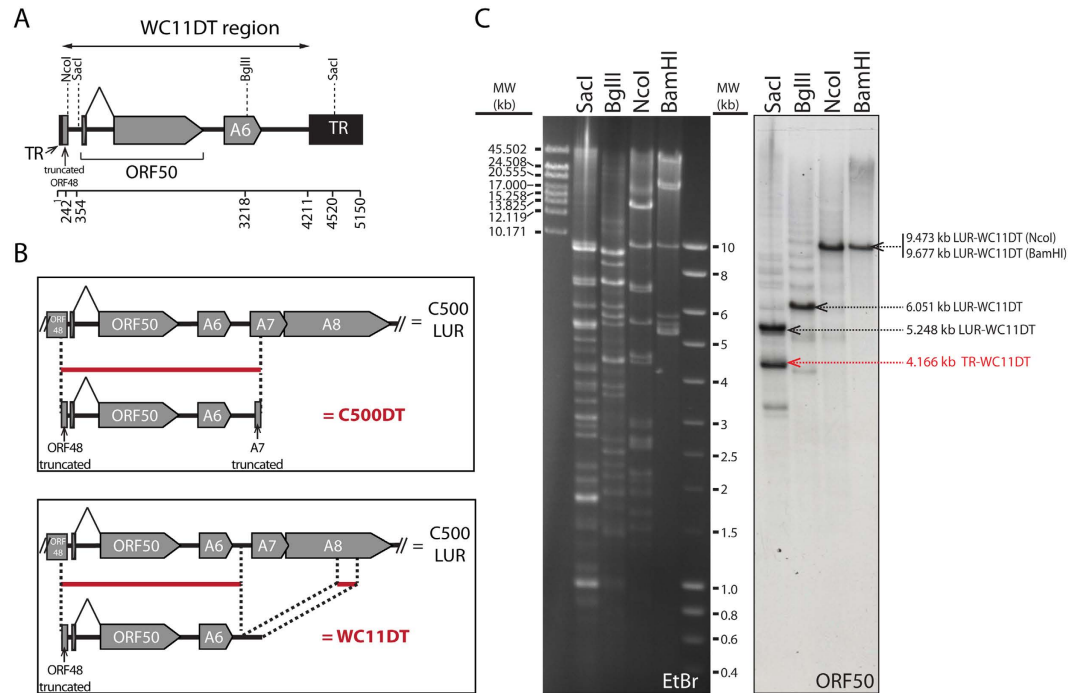 A
WC11DT region
NcoI
SacI
BglII
SacI
A6
TR
TR
truncated
ORF48
ORF50
1
242
354
3218
4211
4520
5150
B
ORF
48
ORF50
A6
A7
A8
= C500
LUR
ORF50
A6
= C500DT
ORF48
truncated
A7
truncated
ORF
48
ORF50
A6
A7
A8
= C500
LUR
ORF50
A6
= WC11DT
ORF48
truncated
C
MW
(kb)
SacI
BglII
NcoI
BamHI
MW
(kb)
SacI
BglII
NcoI
BamHI
45.502
24.508
20.555
17.000
15.258
13.825
12.119
10.171
10
8
6
5
4
3
2.5
2
1.5
1.0
0.8
0.6
0.4
EtBr
9.473 kb LUR-WC11DT (NcoI)
9.677 kb LUR-WC11DT (BamHI)
6.051 kb LUR-WC11DT
5.248 kb LUR-WC11DT
4.166 kb TR-WC11DT
ORF50